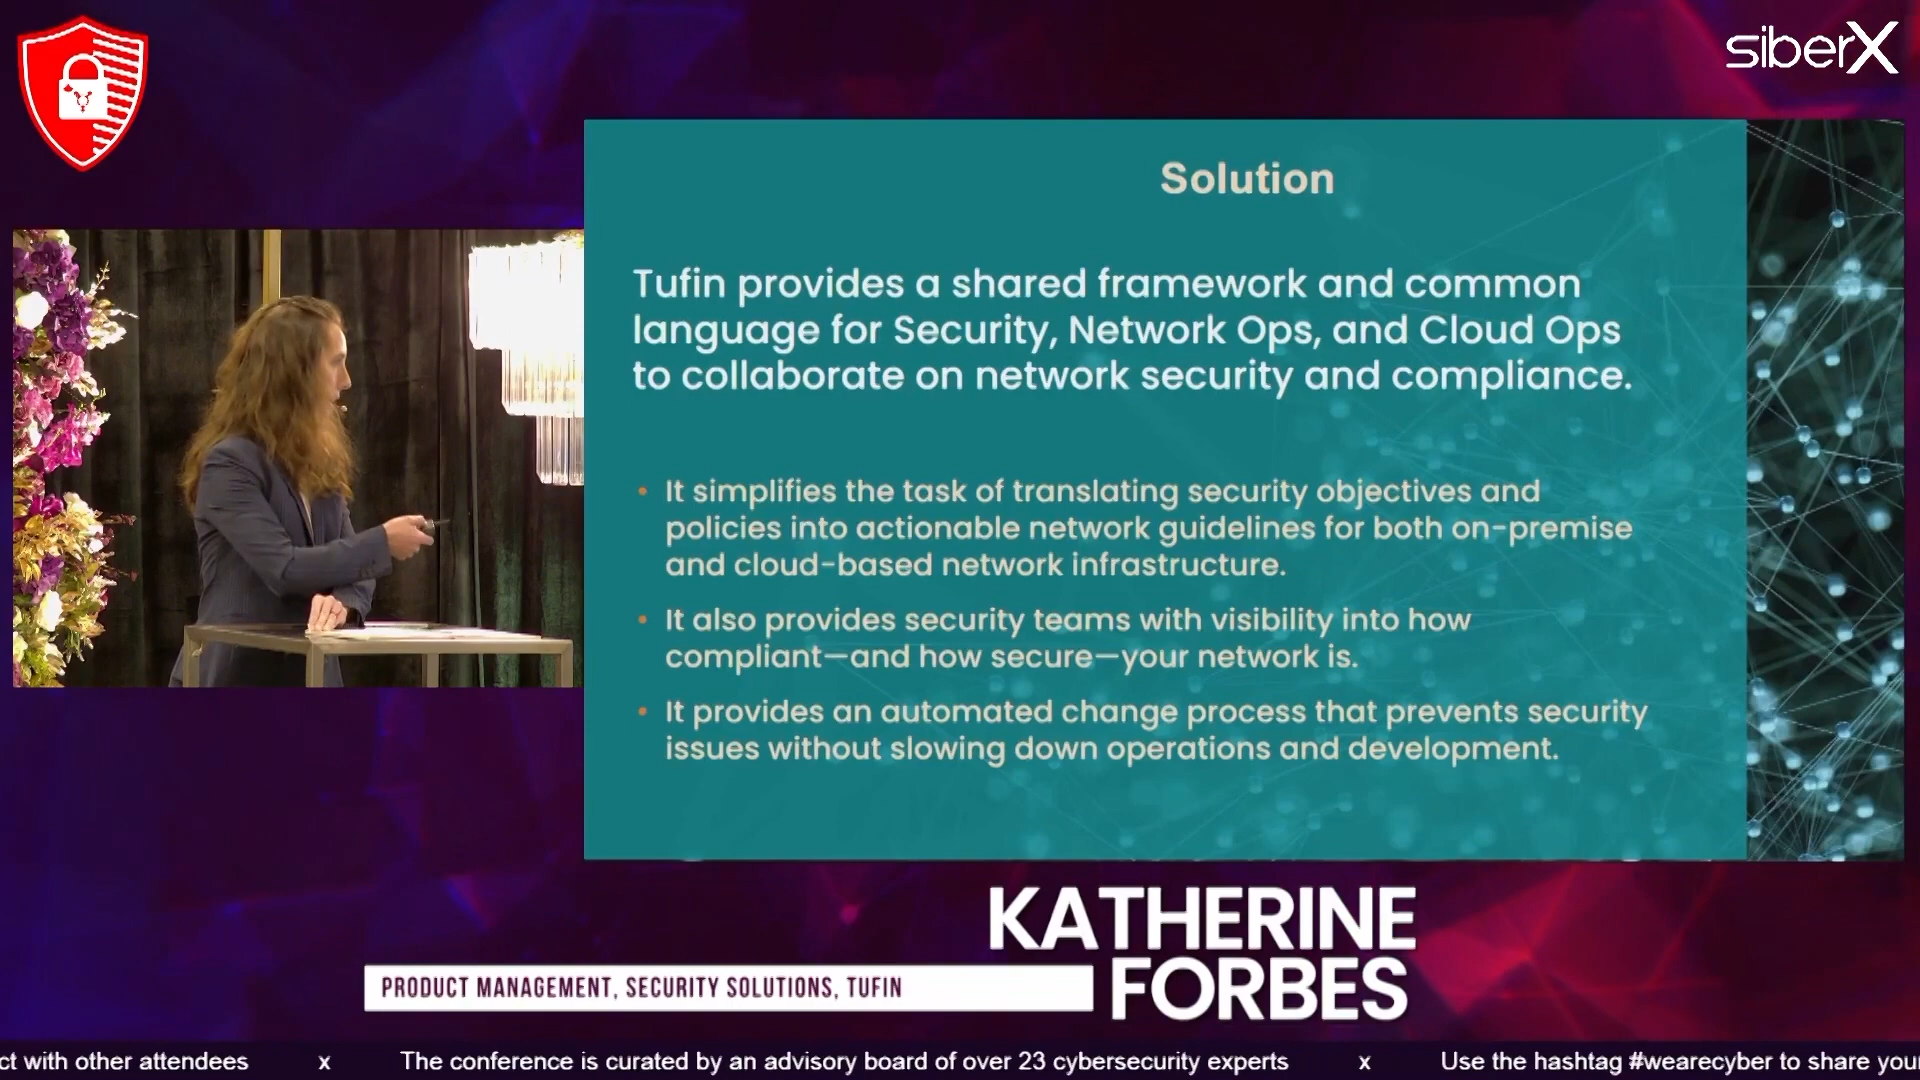 siberX
Solution
Tufin provides a shared framework and common
language for Security, Network Ops, and Cloud Ops
to collaborate on network security and compliance.
• It simplifies the task of translating security objectives and
policies into actionable network guidelines for both on-premise
and cloud-based network infrastructure.
• It also provides security teams with visibility into how
compliant—and how secure—your network is.
• It provides an automated change process that prevents security
issues without slowing down operations and development.
KATHERINE
FORBES
PRODUCT MANAGEMENT, SECURITY SOLUTIONS, TUFIN
ct with other attendees x The conference is curated by an advisory board of over 23 cybersecurity experts x Use the hashtag #wearecyber to share your